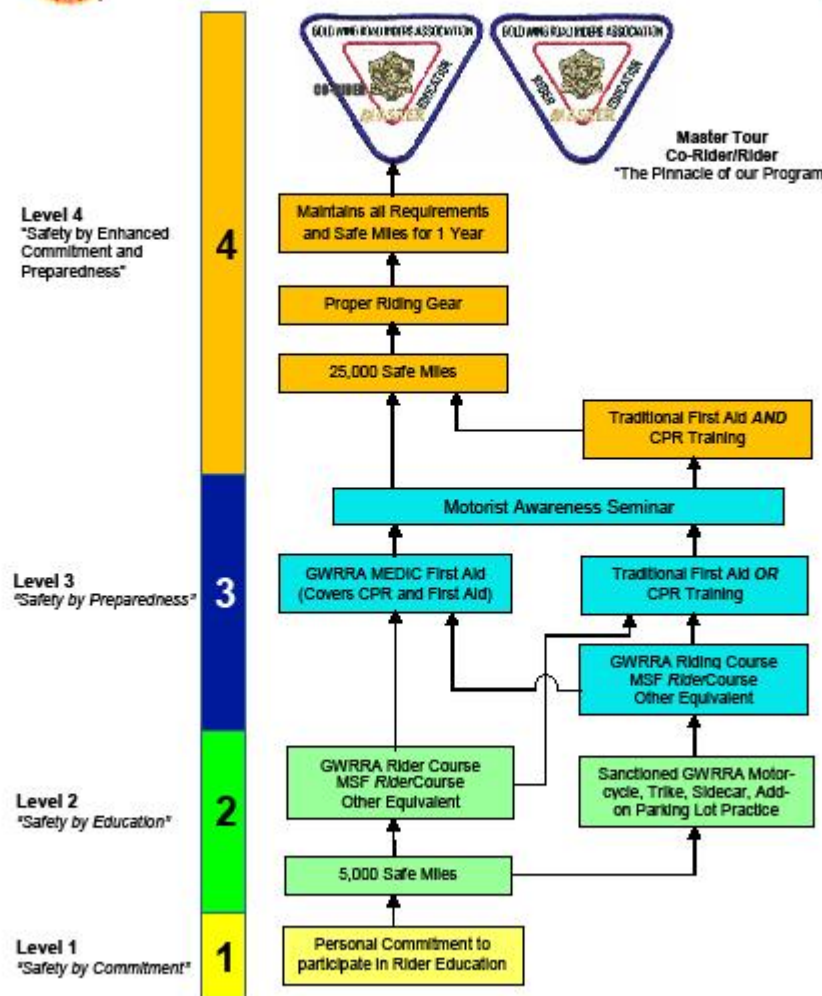 GOLD WING ROAD RIDERS ASSOCIATION
CO-RIDER
EDUCATION
MASTER
GOLD WING ROAD RIDERS ASSOCIATION
RIDER
EDUCATION
MASTER
Master Tour
Co-Rider/Rider
"The Pinnacle of our Program
Level 4
"Safety by Enhanced
Commitment and
Preparedness"
4
Maintains all Requirements
and Safe Miles for 1 Year
Proper Riding Gear
25,000 Safe Miles
Traditional First Aid AND
CPR Training
Motorist Awareness Seminar
Level 3
"Safety by Preparedness"
3
GWRRA MEDIC First Aid
(Covers CPR and First Aid)
Traditional First Aid OR
CPR Training
GWRRA Riding Course
MSF RiderCourse
Other Equivalent
Level 2
"Safety by Education"
2
GWRRA Rider Course
MSF RiderCourse
Other Equivalent
Sanctioned GWRRA Motor-
cycle, Trike, Sidecar, Add-
on Parking Lot Practice
5,000 Safe Miles
Level 1
"Safety by Commitment"
1
Personal Commitment to
participate in Rider Education